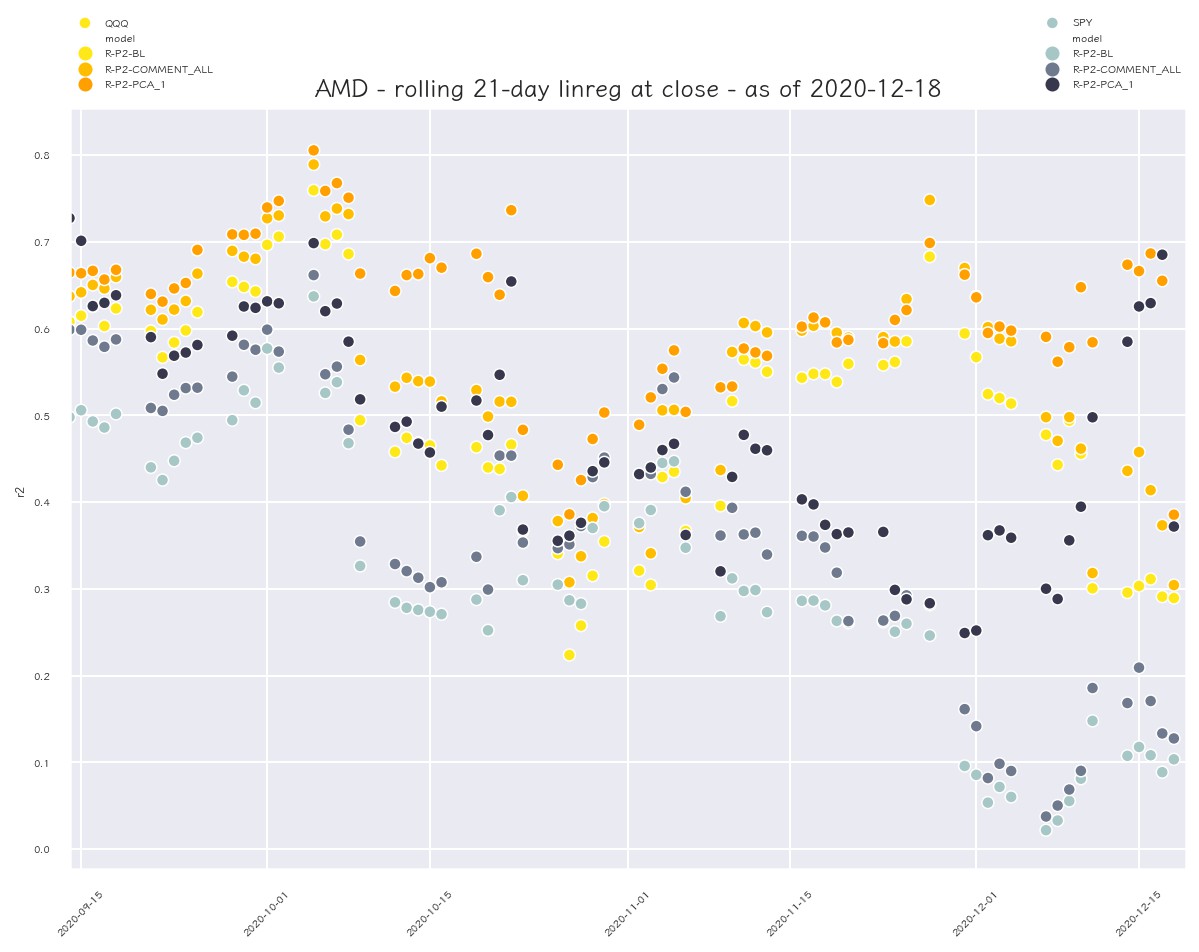 QQQ
model
R-P2-BL
R-P2-COMMENT_ALL
R-P2-PCA_1
SPY
model
R-P2-BL
R-P2-COMMENT_ALL
R-P2-PCA_1
AMD - rolling 21-day linreg at close - as of 2020-12-18
0.8
0.7
0.6
0.5
0.4
0.3
0.2
0.1
0.0
r2
2020-09-15
2020-10-01
2020-10-15
2020-11-01
2020-11-15
2020-12-01
2020-12-15